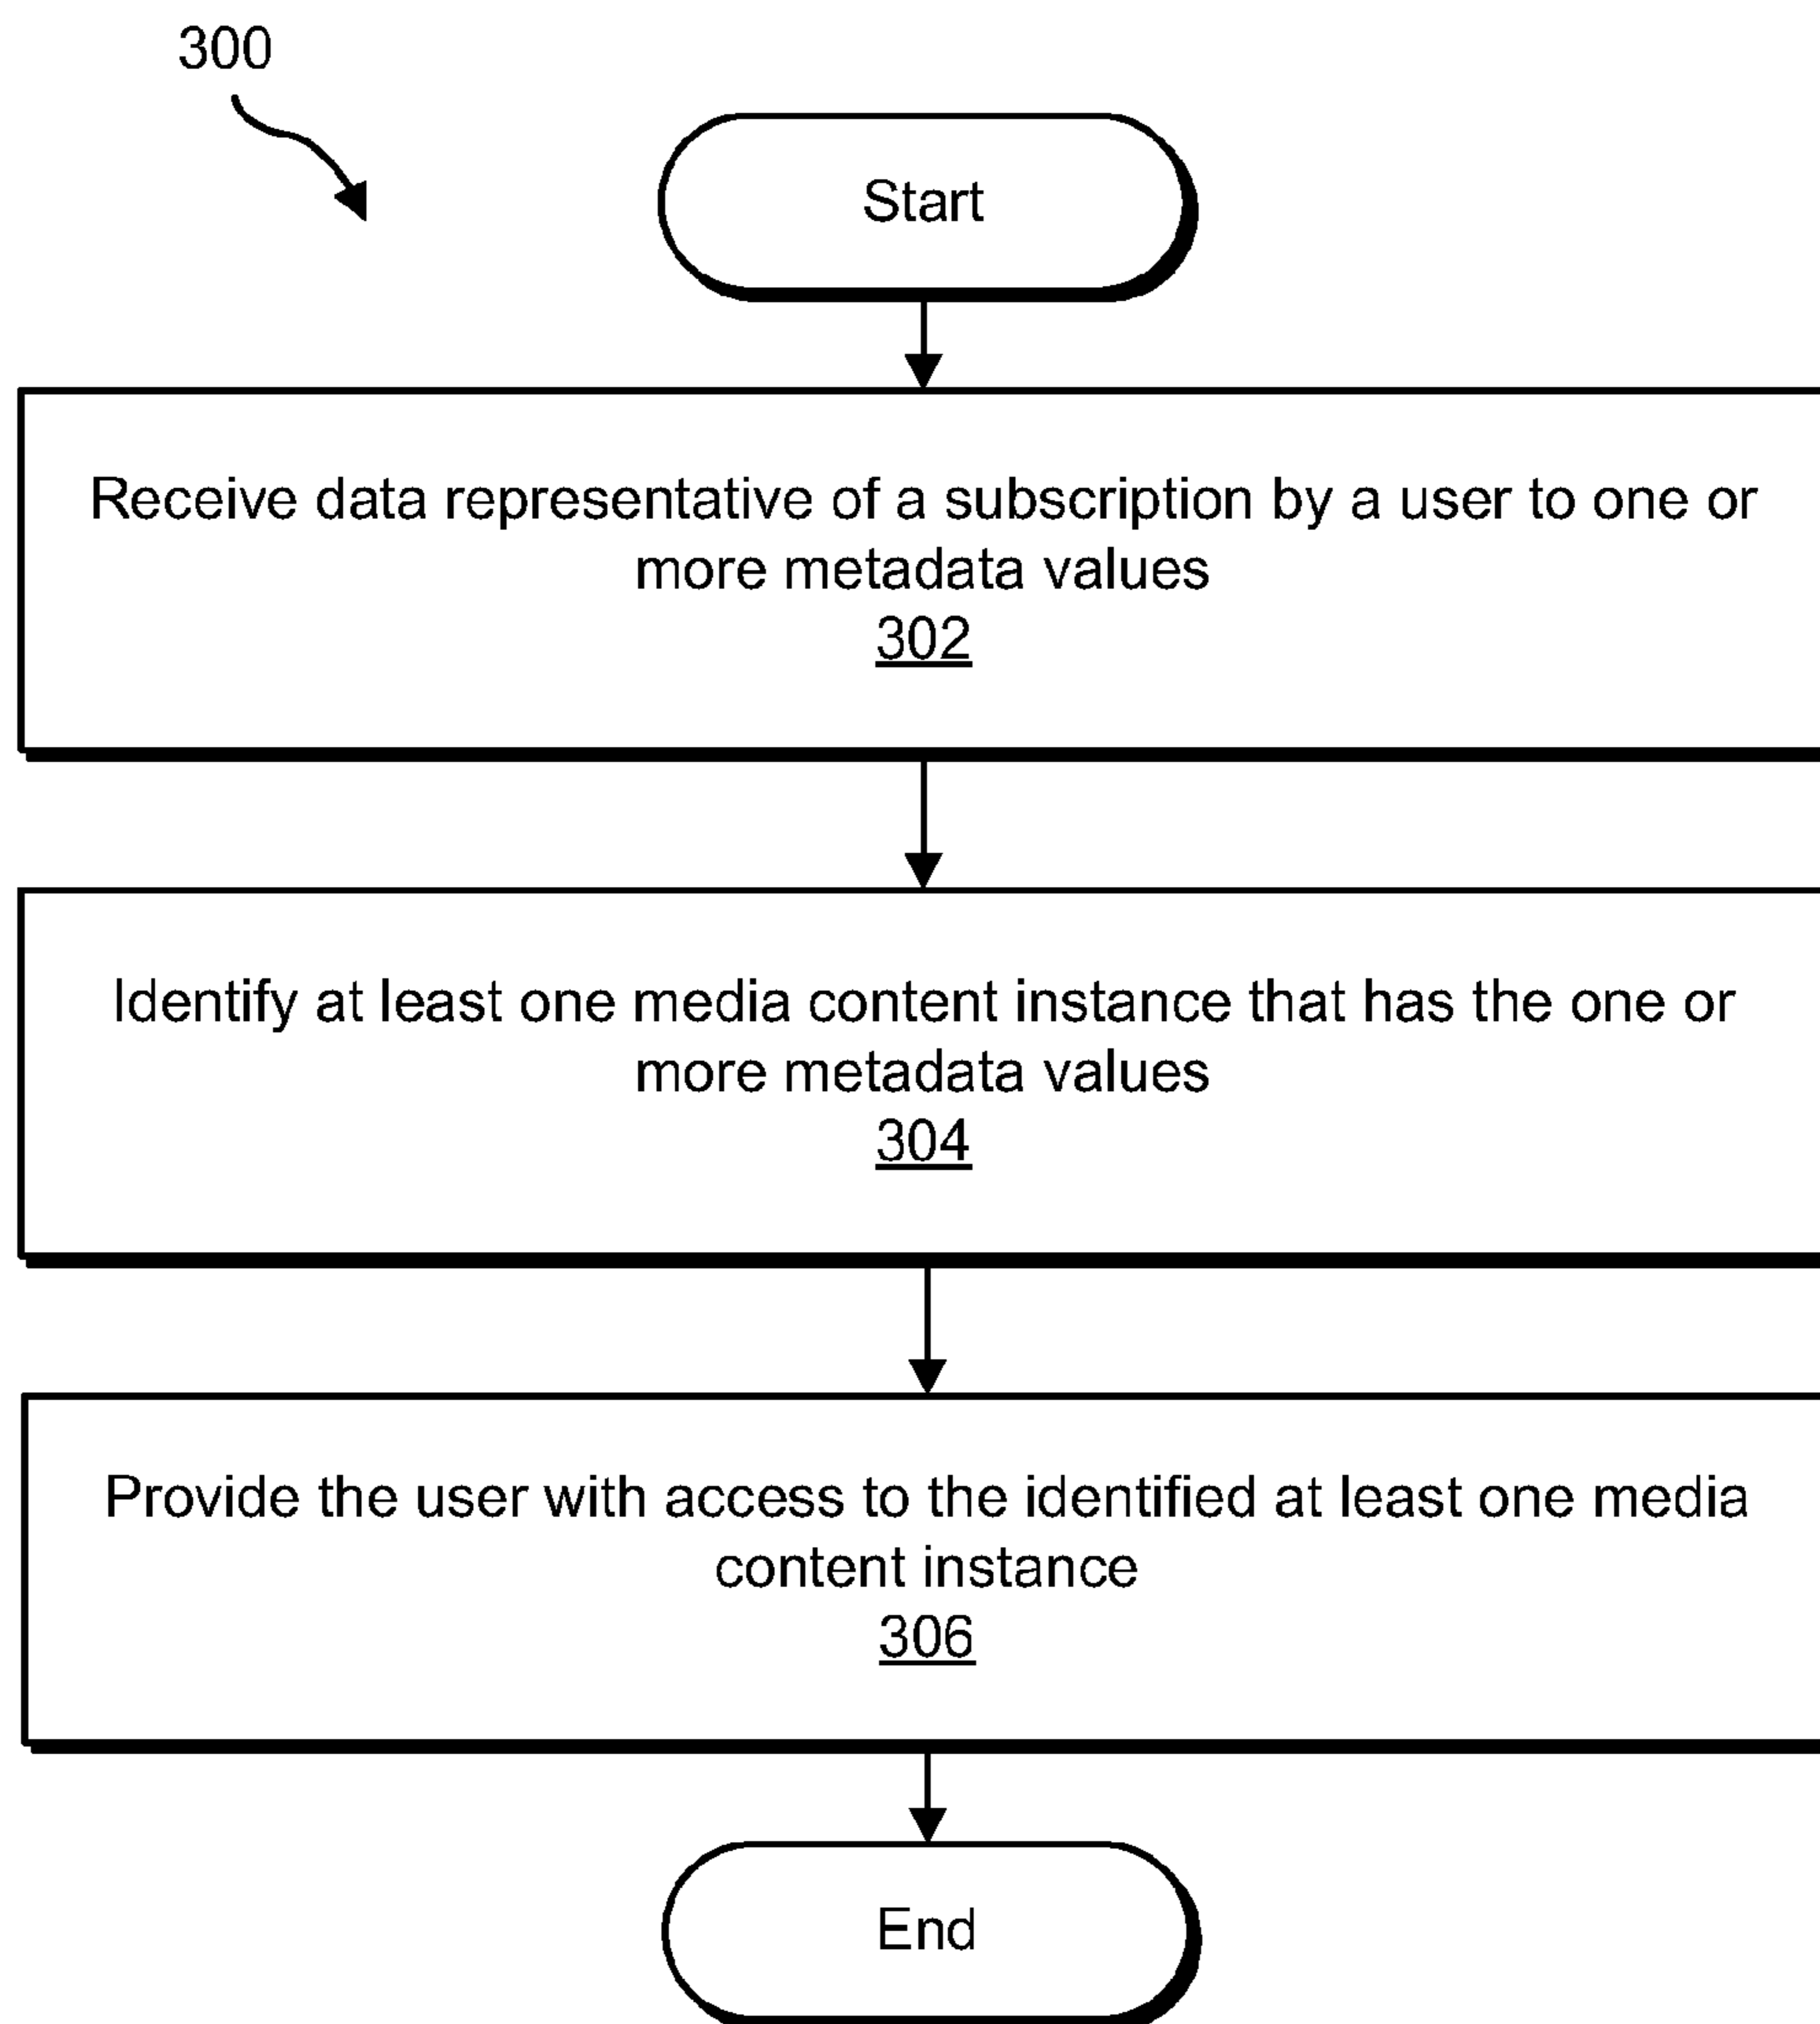 300
Start
Receive data representative of a subscription by a user to one or
more metadata values
302
Identify at least one media content instance that has the one or
more metadata values
304
Provide the user with access to the identified at least one media
content instance
306
End